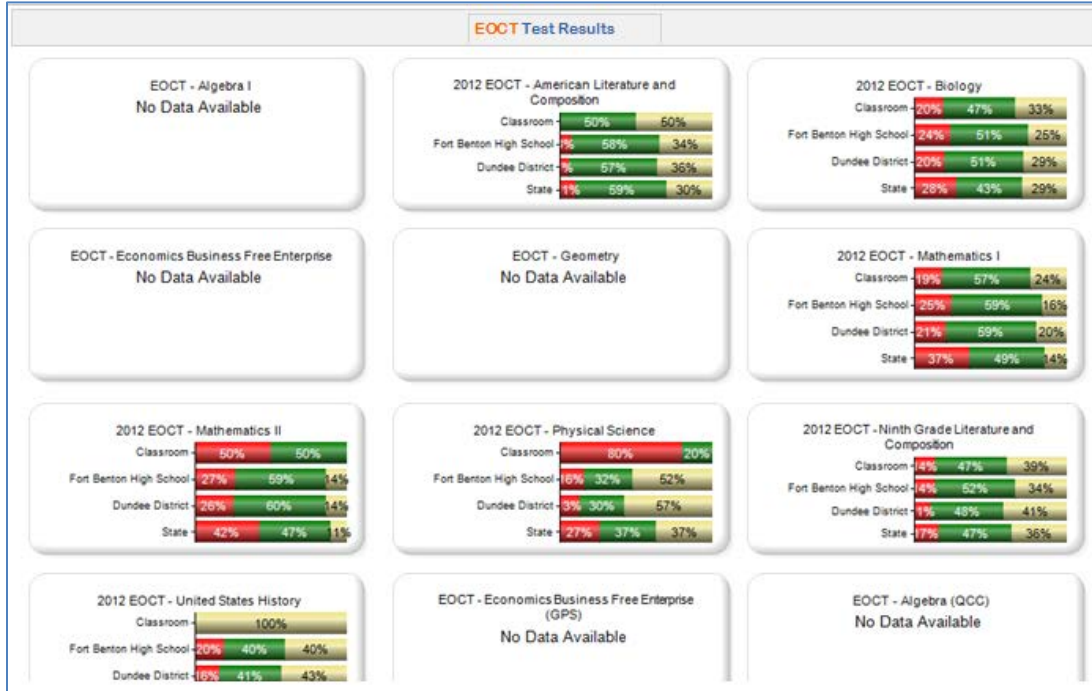 EOCT Test Results
EOCT - Algebra I
No Data Available
2012 EOCT - American Literature and
Composition
Classroom 50% 50%
Fort Benton High School 58% 34%
Dundee District 57% 36%
State 59% 30%
2012 EOCT - Biology
Classroom 20% 47% 33%
Fort Benton High School 24% 51% 25%
Dundee District 20% 51% 29%
State 28% 43% 29%
EOCT - Economics Business Free Enterprise
No Data Available
EOCT - Geometry
No Data Available
2012 EOCT - Mathematics I
Classroom 19% 57% 24%
Fort Benton High School 25% 59% 16%
Dundee District 21% 59% 20%
State 37% 49% 14%
2012 EOCT - Mathematics II
Classroom 50% 50%
Fort Benton High School 27% 59% 14%
Dundee District 26% 60% 14%
State 42% 47% 11%
2012 EOCT - Physical Science
Classroom 80% 20%
Fort Benton High School 16% 32% 52%
Dundee District 3% 30% 57%
State 27% 37% 37%
2012 EOCT - Ninth Grade Literature and
Composition
Classroom 47% 39%
Fort Benton High School 52% 34%
Dundee District 48% 41%
State 17% 47% 36%
2012 EOCT - United States History
Classroom 100%
Fort Benton High School 20% 40% 40%
Dundee District 16% 41% 43%
EOCT - Economics Business Free Enterprise
(GPS)
No Data Available
EOCT - Algebra (QCC)
No Data Available